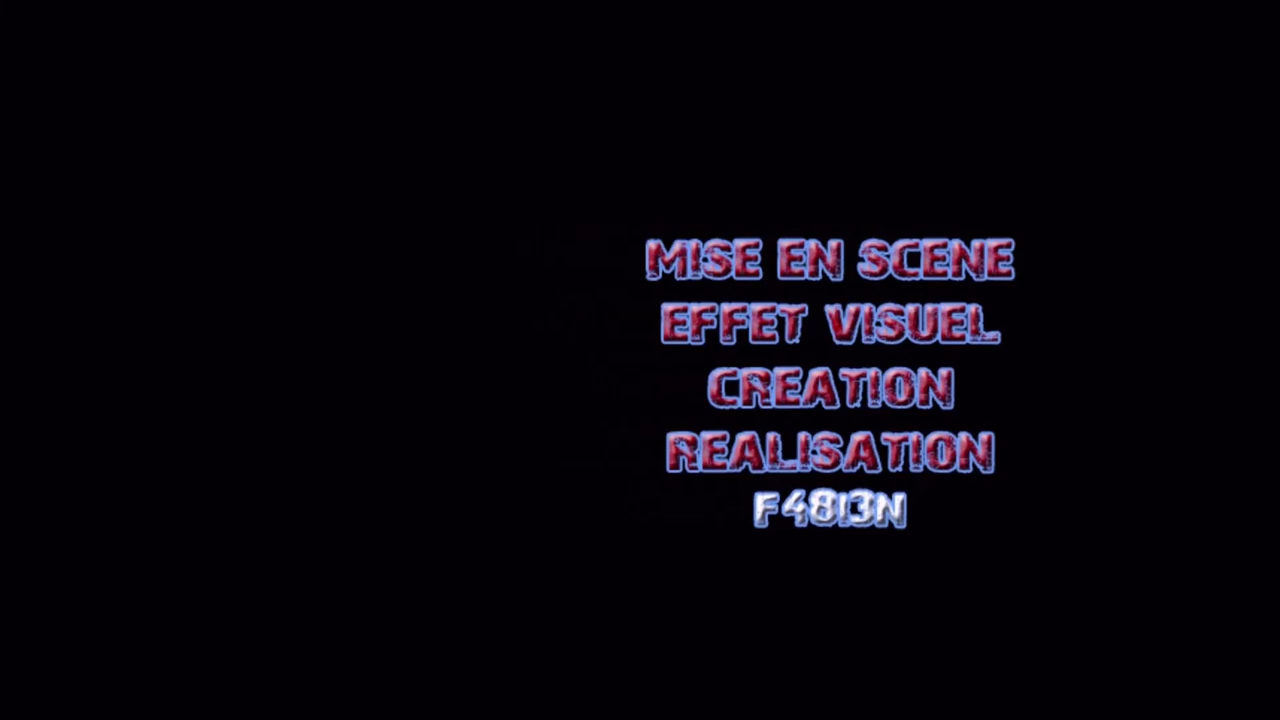 MISE EN SCENE
EFFET VISUEL
CREATION
REALISATION
F48I3N